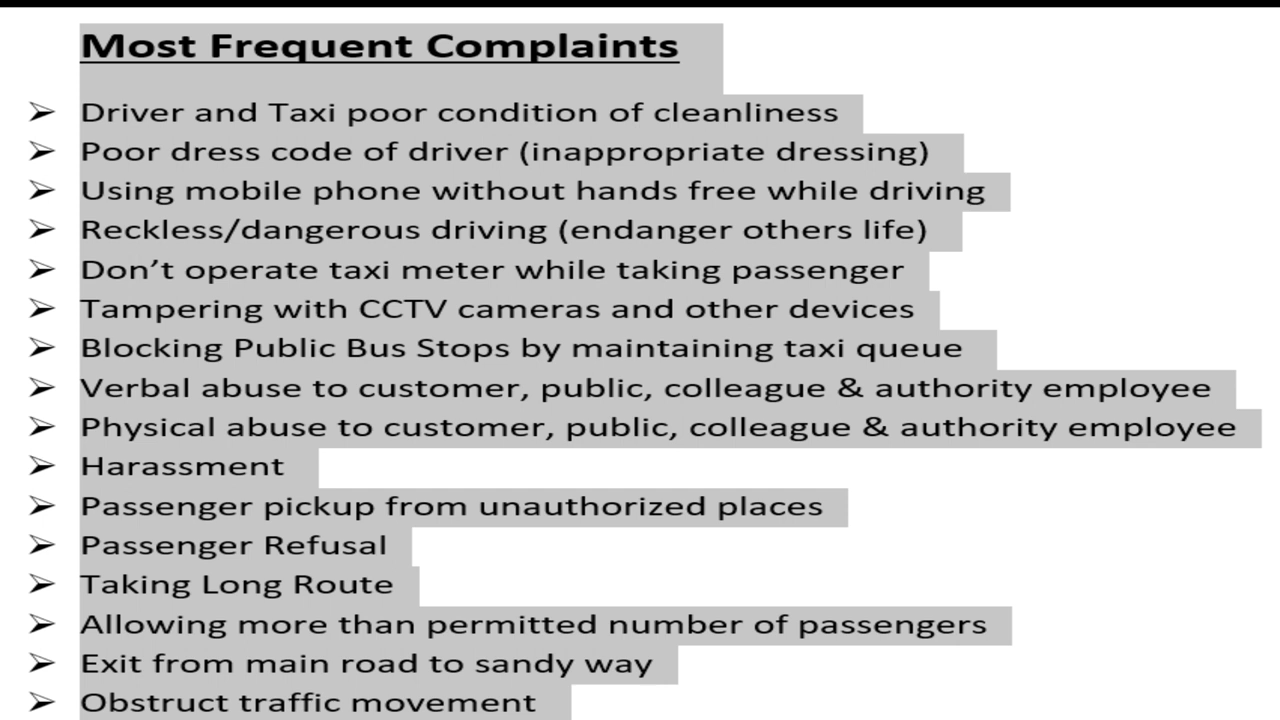 Most Frequent Complaints
➢ Driver and Taxi poor condition of cleanliness
➢ Poor dress code of driver (inappropriate dressing)
➢ Using mobile phone without hands free while driving
➢ Reckless/dangerous driving (endanger others life)
➢ Don’t operate taxi meter while taking passenger
➢ Tampering with CCTV cameras and other devices
➢ Blocking Public Bus Stops by maintaining taxi queue
➢ Verbal abuse to customer, public, colleague & authority employee
➢ Physical abuse to customer, public, colleague & authority employee
➢ Harassment
➢ Passenger pickup from unauthorized places
➢ Passenger Refusal
➢ Taking Long Route
➢ Allowing more than permitted number of passengers
➢ Exit from main road to sandy way
➢ Obstruct traffic movement